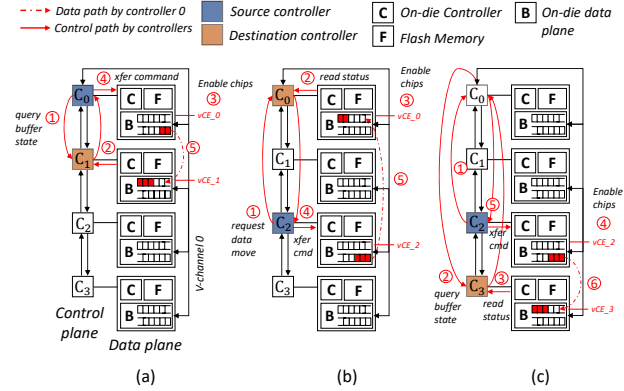 Data path by controller 0
Control path by controllers
Source controller
Destination controller
C On-die Controller
F Flash Memory
B On-die data
plane
④ xfer command
Enable chips
③
C0
C F
B
vCE_0
query
buffer
state
①
②
⑤
C1
C F
B
vCE_1
C2
C F
B
V-channel 0
C3
C F
B
Control
plane
Data plane
(a)
② read status
Enable
chips
③
C0
C F
B
vCE_0
C1
C F
B
⑤
①
request
data
move
C2
④
xfer
cmd
C F
B
vCE_2
C3
C F
B
(b)
C0
C F
B
C1
C F
B
①
⑤
Enable
chips
④
C2
xfer
cmd
C F
B
vCE_2
②
query
buffer
state
C3
③
read
status
⑥
C F
B
vCE_3
(c)